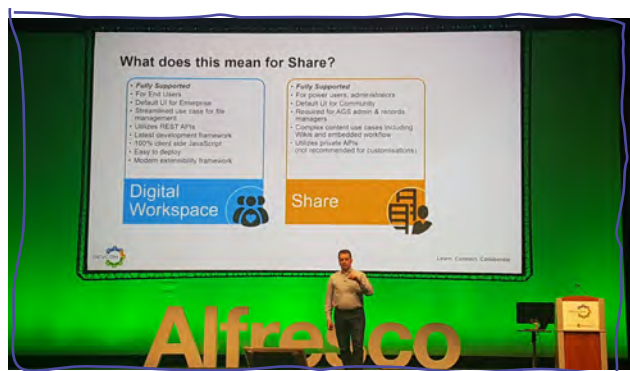 What does this mean for Share?
• Fully Supported
• For End Users
• Default UI for Enterprise
• Streamlined use case for file
management
• Utilizes REST APIs
• Latest development framework
• 100% client side JavaScript
• Easy to deploy
• Modern extensibility framework
Digital
Workspace
• Fully Supported
• For power users, administrators
• Default UI for Community
• Required for AGS admin & records
managers
• Complex content use cases including
Wikis and embedded workflow
• Utilizes private APIs
(not recommended for customisations)
Share
Learn. Connect. Collaborate.
Alfresco